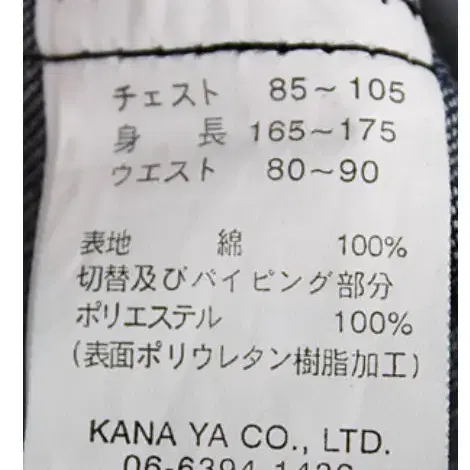 チェスト 85～105
身長 165～175
ウエスト 80～90
表地 綿 100%
切替及びパイピング部分
ポリエステル 100%
(表面ポリウレタン樹脂加工)
KANA YA CO., LTD.